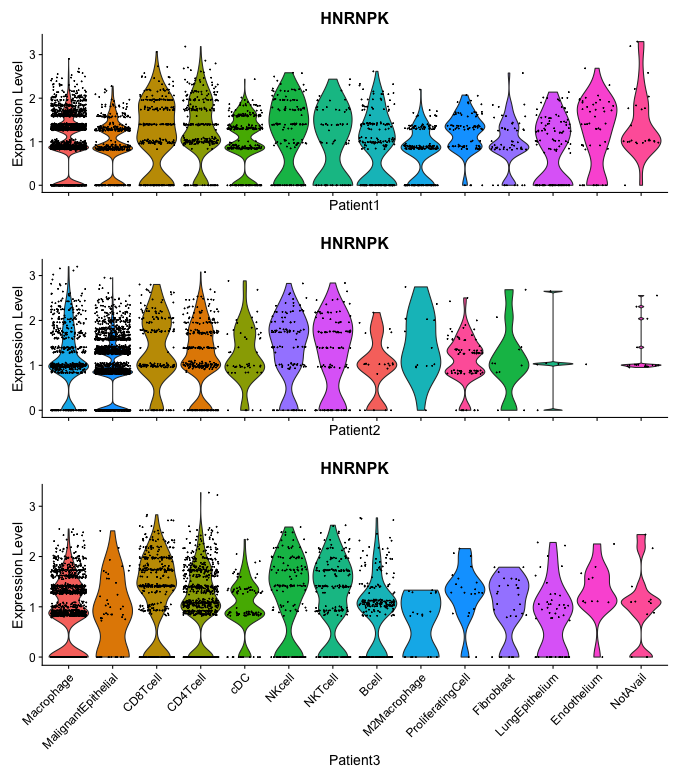 HNRNPK
Expression Level
3
2
1
0
Patient1
HNRNPK
Expression Level
3
2
1
0
Patient2
HNRNPK
Expression Level
3
2
1
0
Macrophage
MalignantEpithelial
CD8Tcell
CD4Tcell
cDC
NKcell
NKTcell
Bcell
M2Macrophage
ProliferatingCell
Fibroblast
LungEpithelium
Endothelium
NotAvail
Patient3